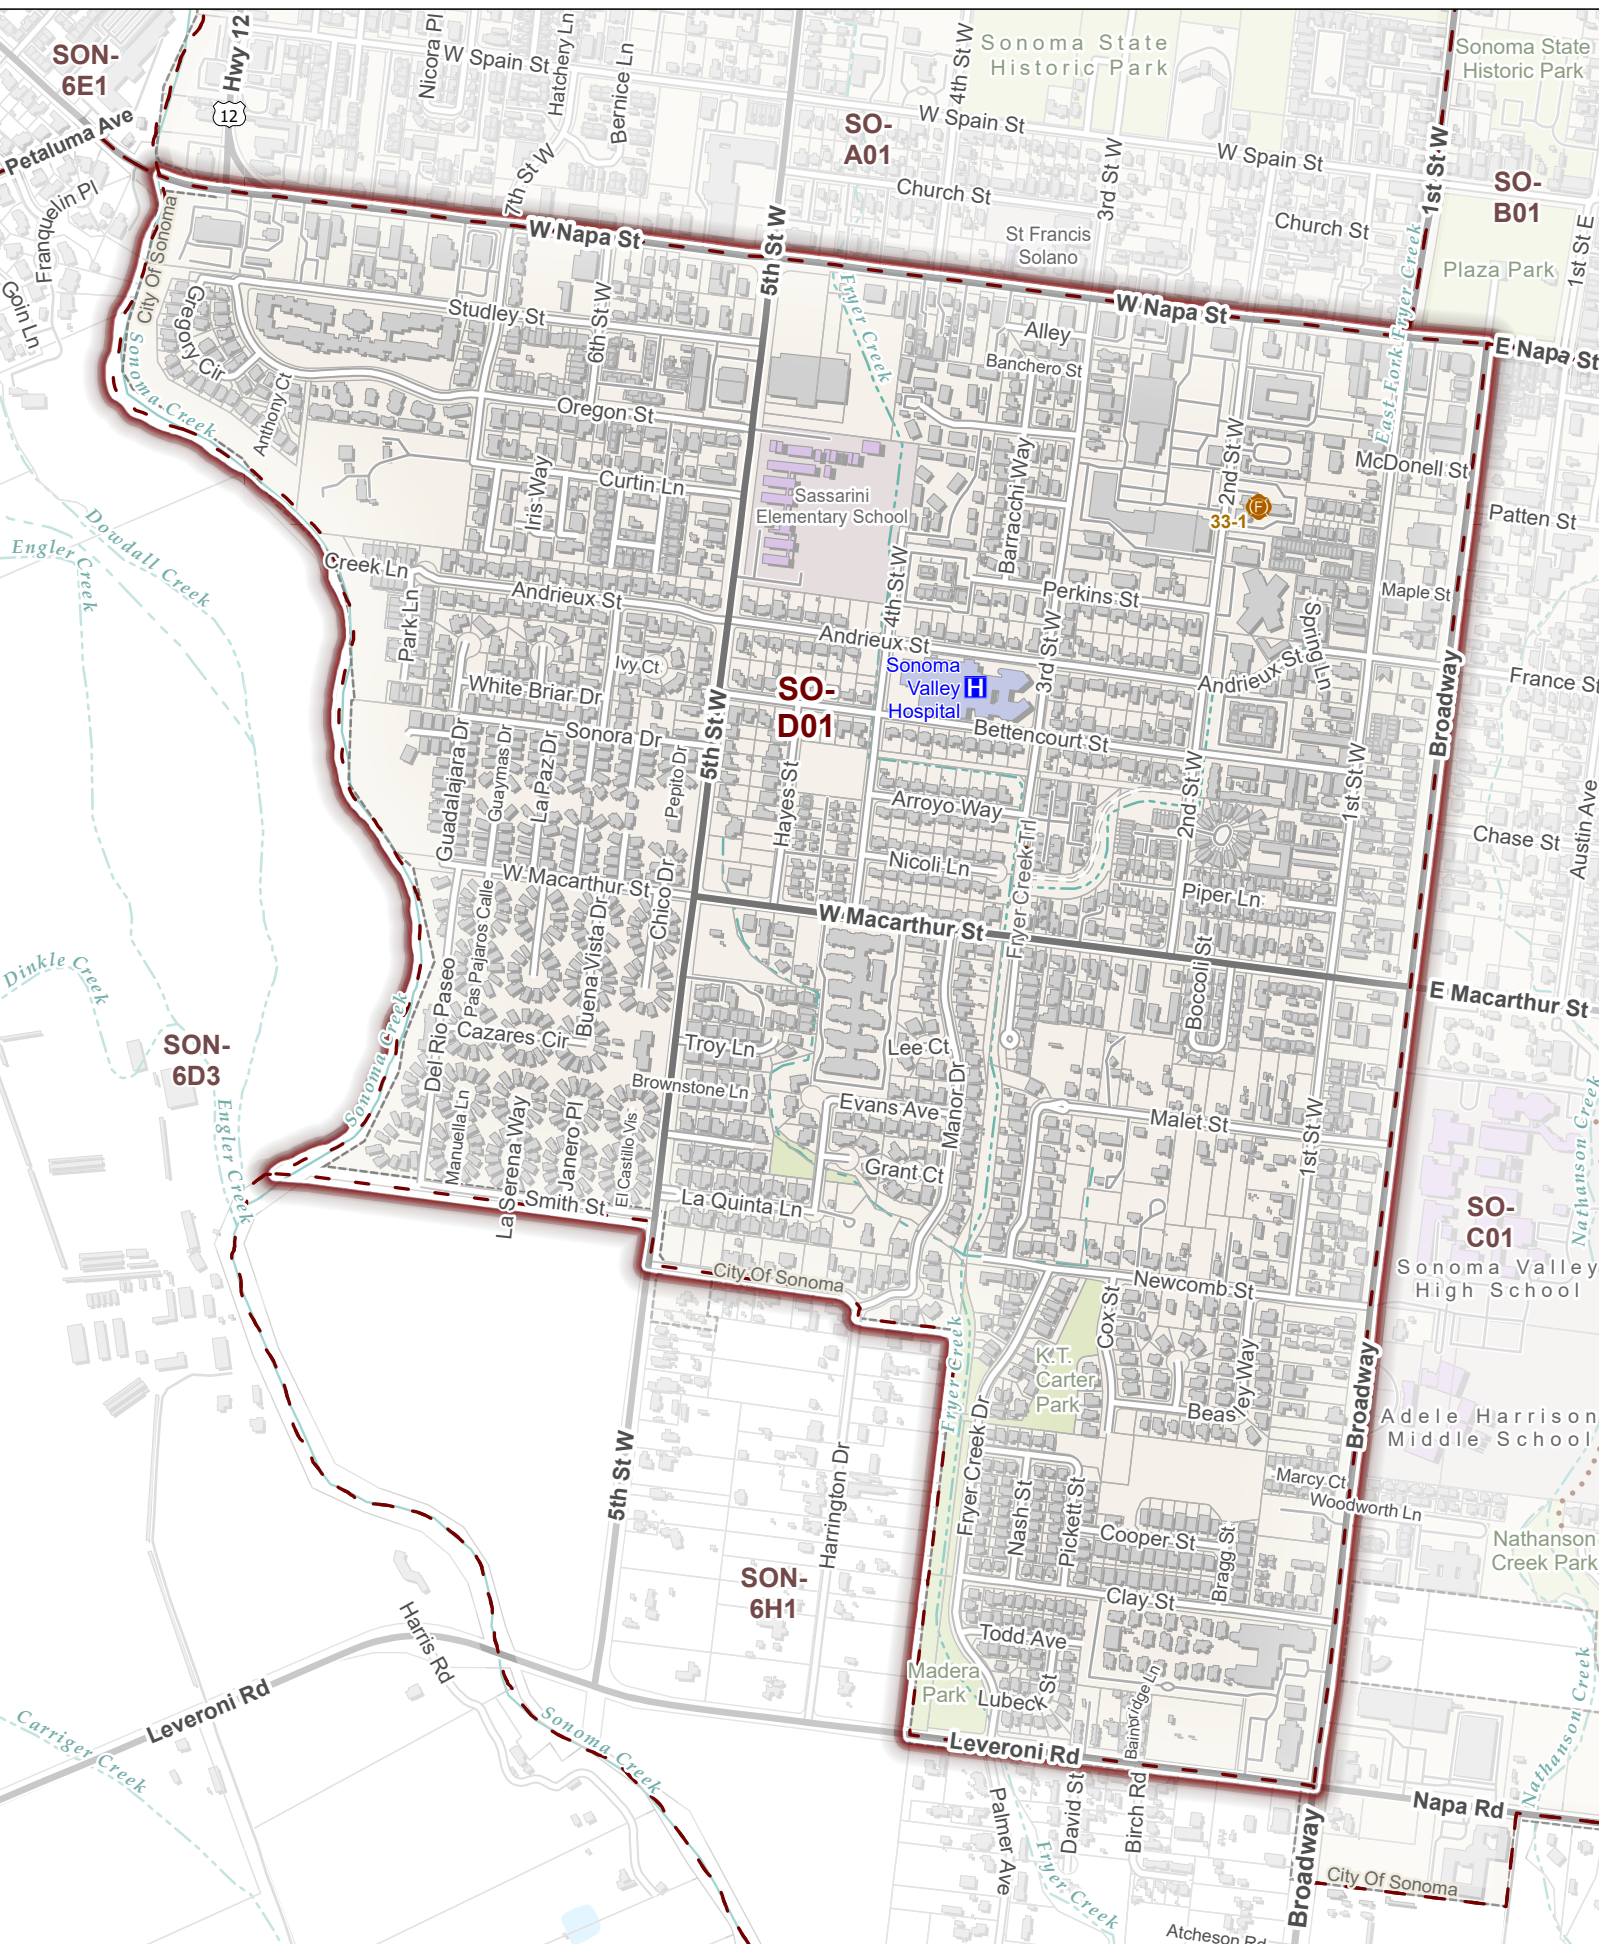 SON-
6E1
Hwy 12
12
Nicora Pl
W Spain St
Hatchery Ln
Bernice Ln
W 4th St W
Sonoma State
Historic Park
Sonoma State
Historic Park
Petaluma Ave
Franquelin Pl
Goin Ln
City Of Sonoma
7th St W
SO-
A01
W Spain St
3rd St W
W Spain St
1st St W
SO-
B01
Church St
Church St
St Francis
Solano
Plaza Park
1st St E
W Napa St
5th St W
W Napa St
E Napa St
Gregory Cir
Studley St
6th St W
Fryer Creek
Alley
Banchero St
East Fork Fryer Creek
Sonoma Creek
Anthony Ct
Oregon St
Curtin Ln
Iris Way
Sassarini
Elementary School
Barracchi Way
2nd St W
33-1
F
McDonell St
Patten St
Dowdall Creek
Engler Creek
Creek Ln
Park Ln
Andrieux St
4th St W
Perkins St
Maple St
Spring Ln
Andrieux St
3rd St W
Andrieux St
France St
Ivy Ct
White Briar Dr
Sonoma
Valley
Hospital
H
SO-
D01
Bettencourt St
Broadway
Guadalajara Dr
Guaymas Dr
La Paz Dr
Sonora Dr
Pepito Dr
5th St W
Hayes St
Arroyo Way
Nicoli Ln
Fryer Creek Trl
2nd St W
1st St W
Chase St
Austin Ave
W Macarthur St
Chico Dr
Piper Ln
W Macarthur St
Boccoli St
E Macarthur St
Dinkle Creek
SON-
6D3
Engler Creek
Sonoma Creek
Del Rio Paseo
Pas Pajaros Calle
Buena Vista Dr
Cazares Cir
Troy Ln
Lee Ct
Brownstone Ln
Evans Ave
Manor Dr
Malet St
1st St W
Manuella Ln
La Serena Way
Janero Pl
El Castillo Vis
Smith St
Grant Ct
La Quinta Ln
City Of Sonoma
Nathanson Creek
SO-
C01
Sonoma Valley
High School
Newcomb St
Cox St
Fryer Creek
K.T.
Carter
Park
Beasley Way
Broadway
Adele Harrison
Middle School
5th St W
Harrington Dr
Fryer Creek Dr
Nash St
Pickett St
Marcy Ct
Woodworth Ln
Cooper St
Bragg St
Nathanson
Creek Park
SON-
6H1
Clay St
Todd Ave
Harris Rd
Leveroni Rd
Madera
Park
Lubeck St
Bainbridge Ln
Sonoma Creek
Carriger Creek
Leveroni Rd
Nathanson Creek
Palmer Ave
David St
Birch Rd
Napa Rd
Fryer Creek
Broadway
City Of Sonoma
Atcheson Rd